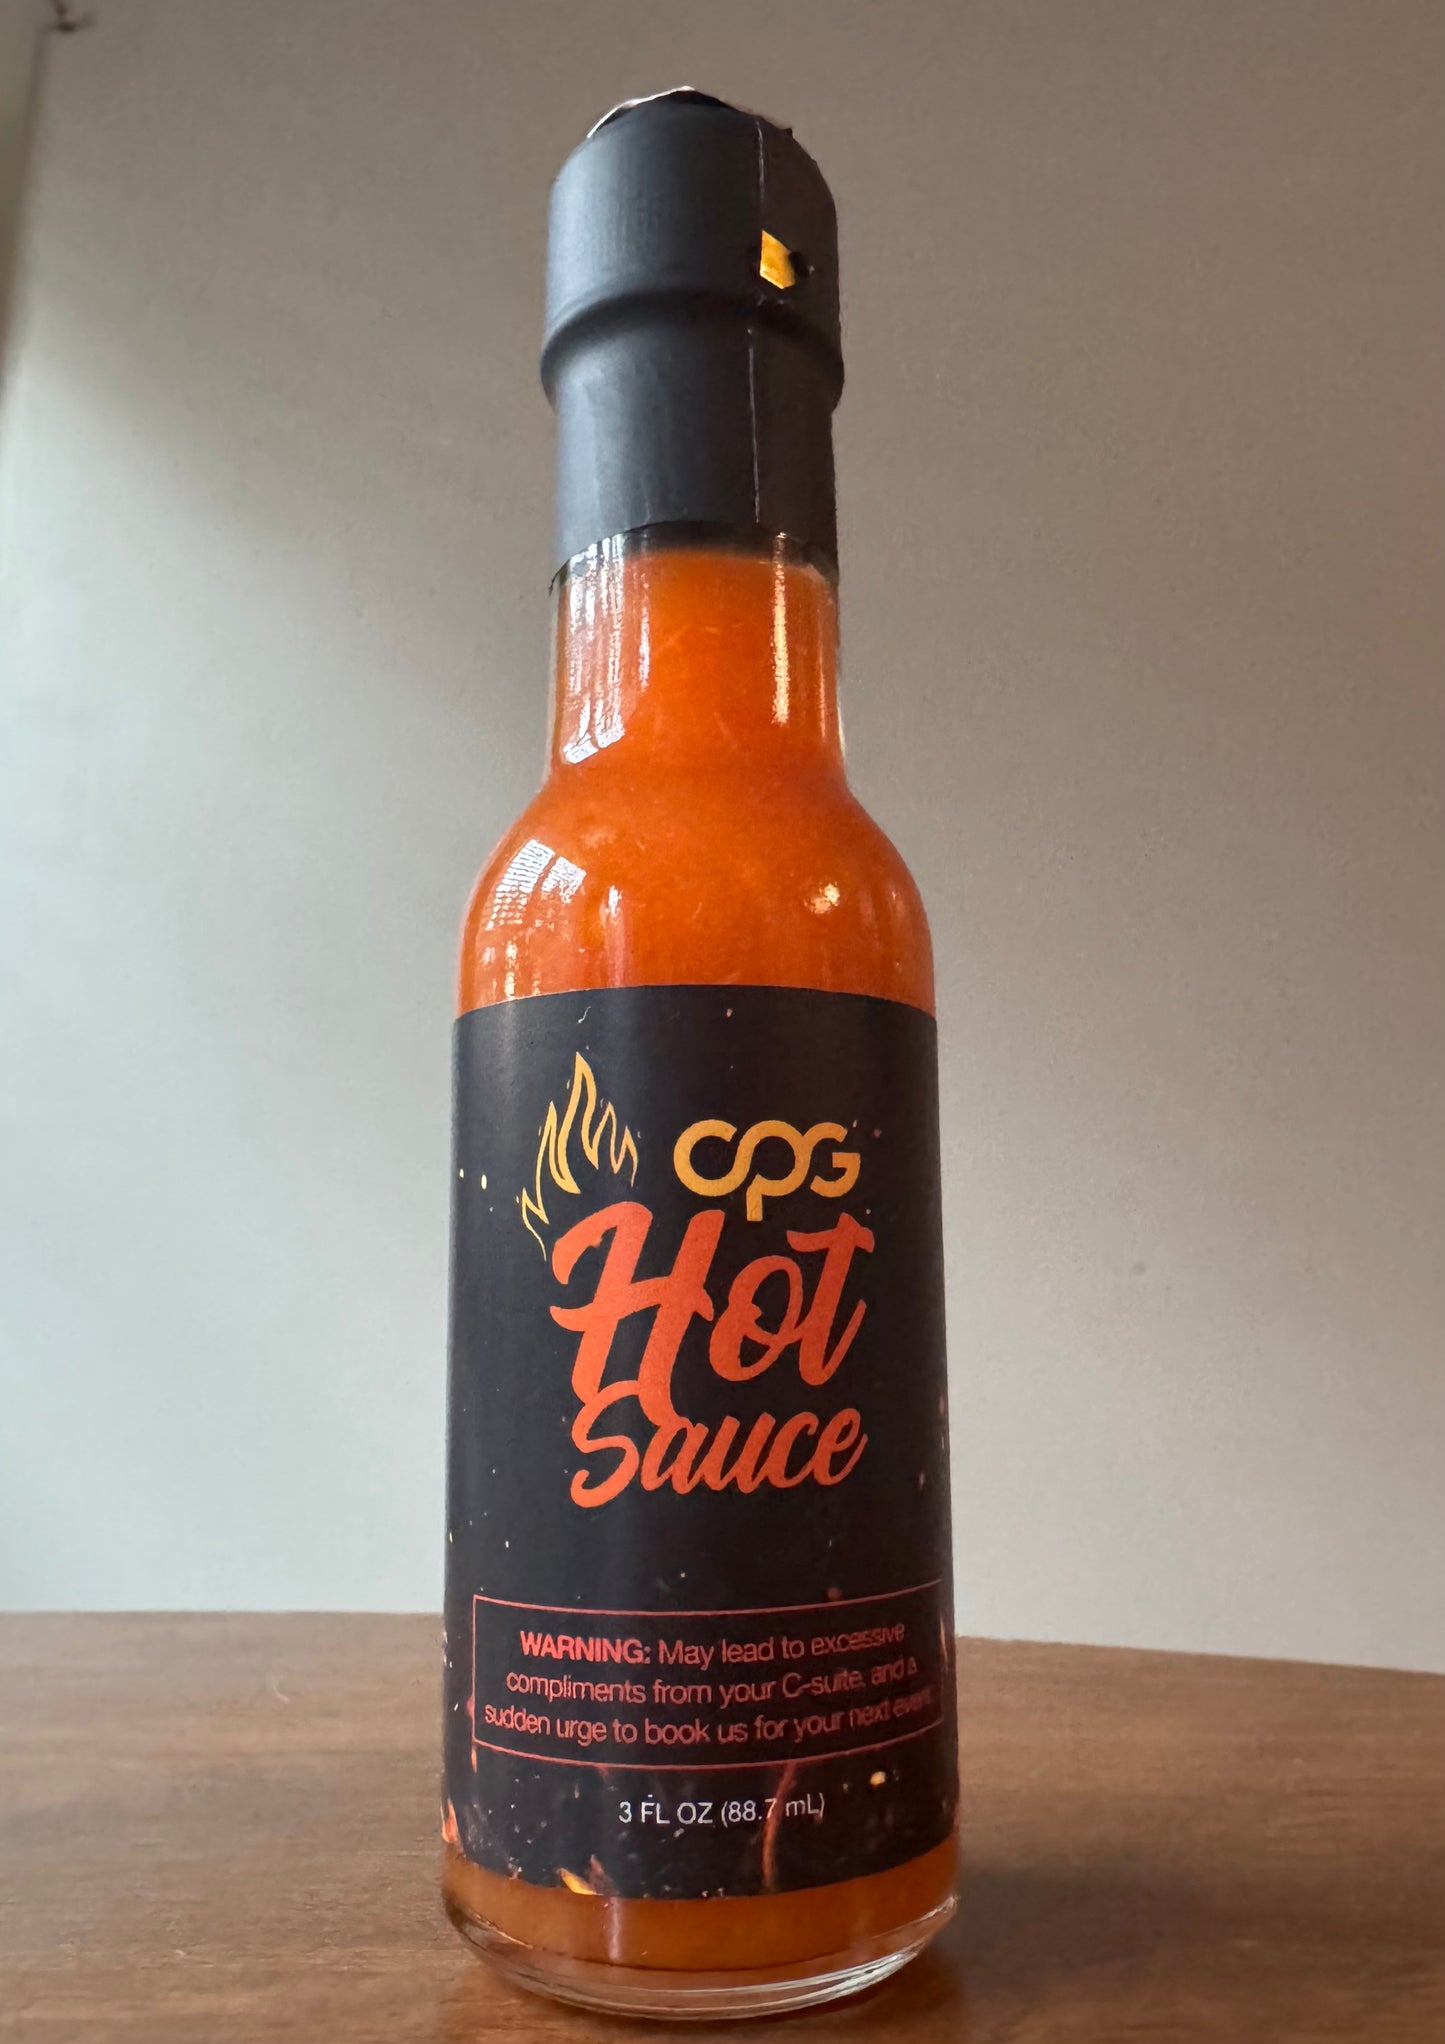 CPG
Hot
Sauce
WARNING: May lead to excessive
compliments from your C-suite, and a
sudden urge to book us for your next event.
3 FL OZ (88.7 mL)